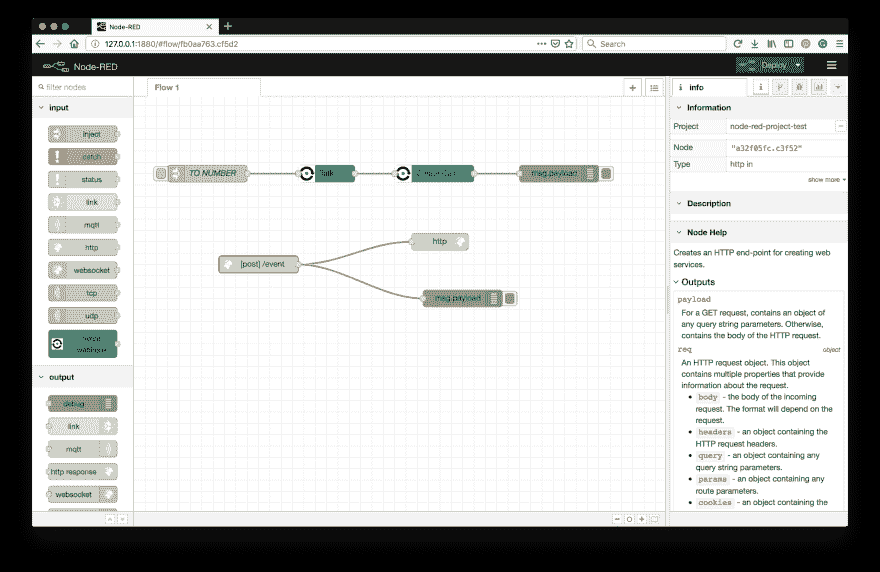 Node-RED
127.0.0.1:1880/#flow/fb0aa763.cf5d2
Search
Node-RED
Deploy
filter nodes
Flow 1
info
input
inject
catch
status
link
mqtt
http
websocket
tcp
udp
output
debug
link
mqtt
http response
websocket
TO NUMBER
Talk
msg.payload
[post] /event
http
msg.payload
Information
Project node-red-project-test
Node "a32f05fc.c3f52"
Type http in
show more
Description
Node Help
Creates an HTTP end-point for creating web
services.
Outputs
payload
For a GET request, contains an object of
any query string parameters. Otherwise,
contains the body of the HTTP request.
req object
An HTTP request object. This object
contains multiple properties that provide
information about the request.
body - the body of the incoming
request. The format will depend on the
request.
headers - an object containing the
HTTP request headers.
query - an object containing any
query string parameters.
params - an object containing any
route parameters.
cookies - an object containing the